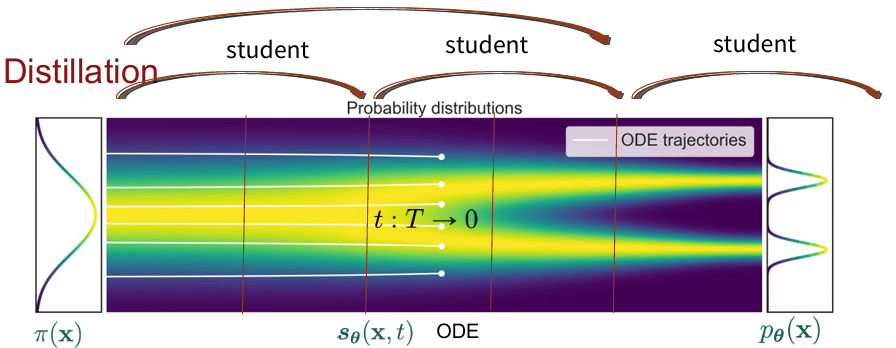 student
student
student
Distillation
Probability distributions
ODE trajectories
t : T → 0
π(x)
s_θ(x, t)
ODE
p_θ(x)